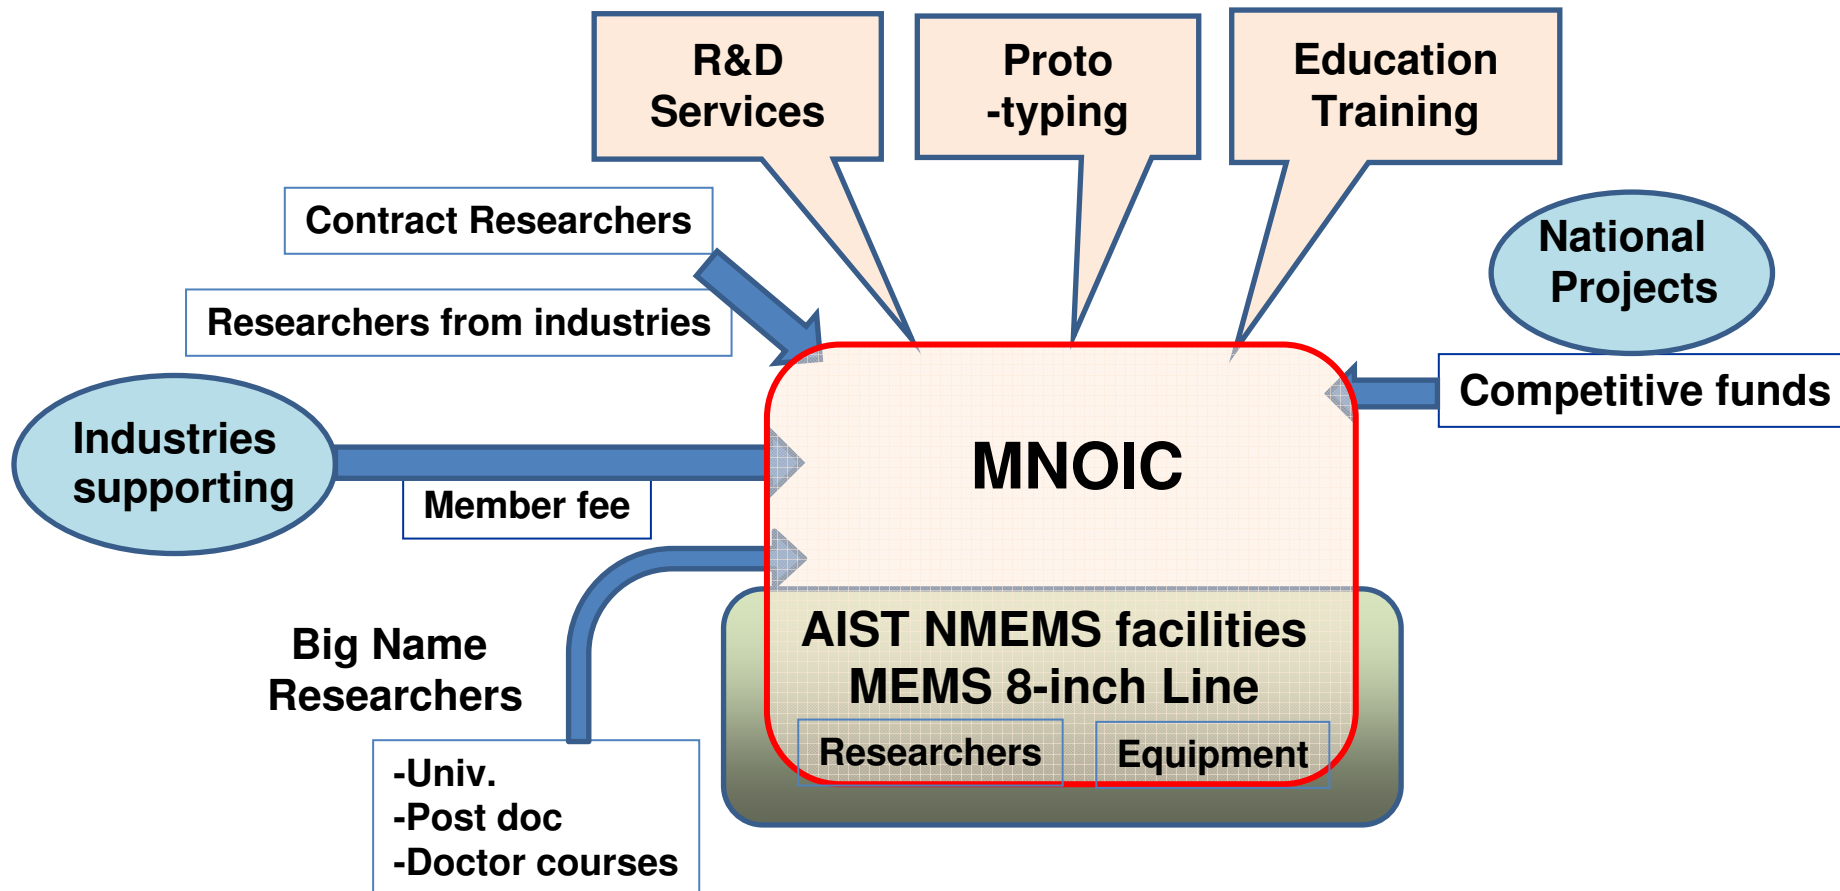 R&D
Services
Proto
-typing
Education
Training
Contract Researchers
Researchers from industries
National
Projects
Competitive funds
Industries
supporting
Member fee
MNOIC
Big Name
Researchers
-Univ.
-Post doc
-Doctor courses
AIST NMEMS facilities
MEMS 8-inch Line
Researchers
Equipment